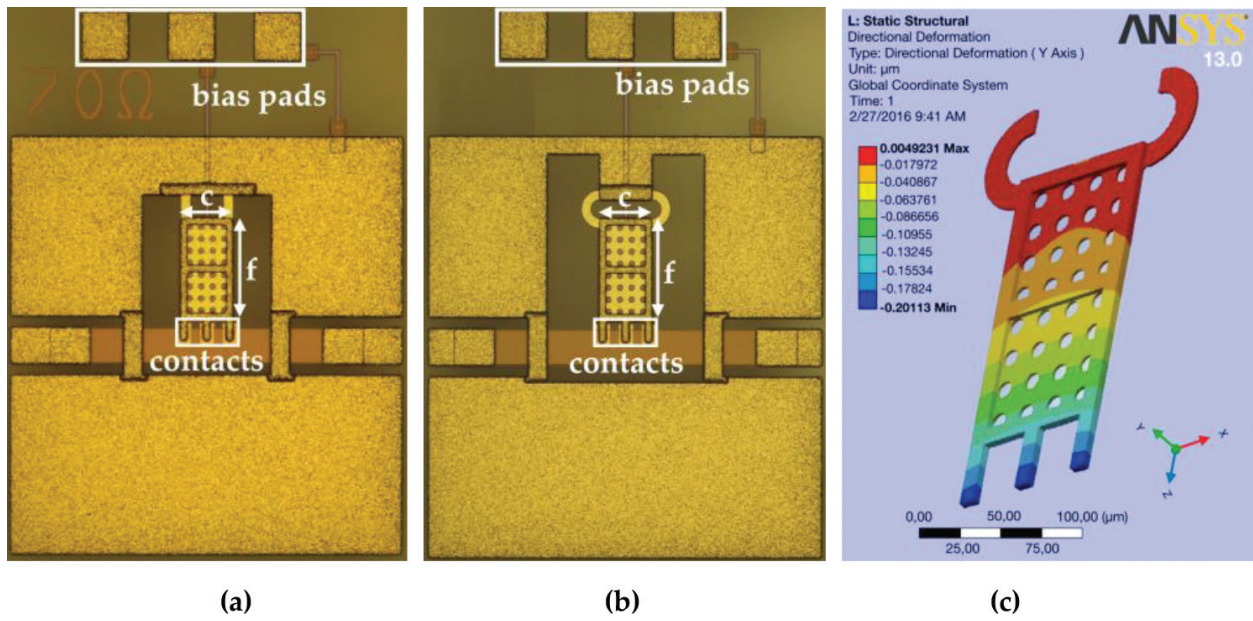 bias pads
70Ω
c
f
contacts
(a)
bias pads
c
f
contacts
(b)
L: Static Structural
Directional Deformation
Type: Directional Deformation ( Y Axis )
Unit: µm
Global Coordinate System
Time: 1
2/27/2016 9:41 AM
ANSYS
13.0
0.0049231 Max
-0.017972
-0.040867
-0.063761
-0.086656
-0.10955
-0.13245
-0.15534
-0.17824
-0.20113 Min
Y
X
Z
0,00 50,00 100,00 (µm)
25,00 75,00
(c)